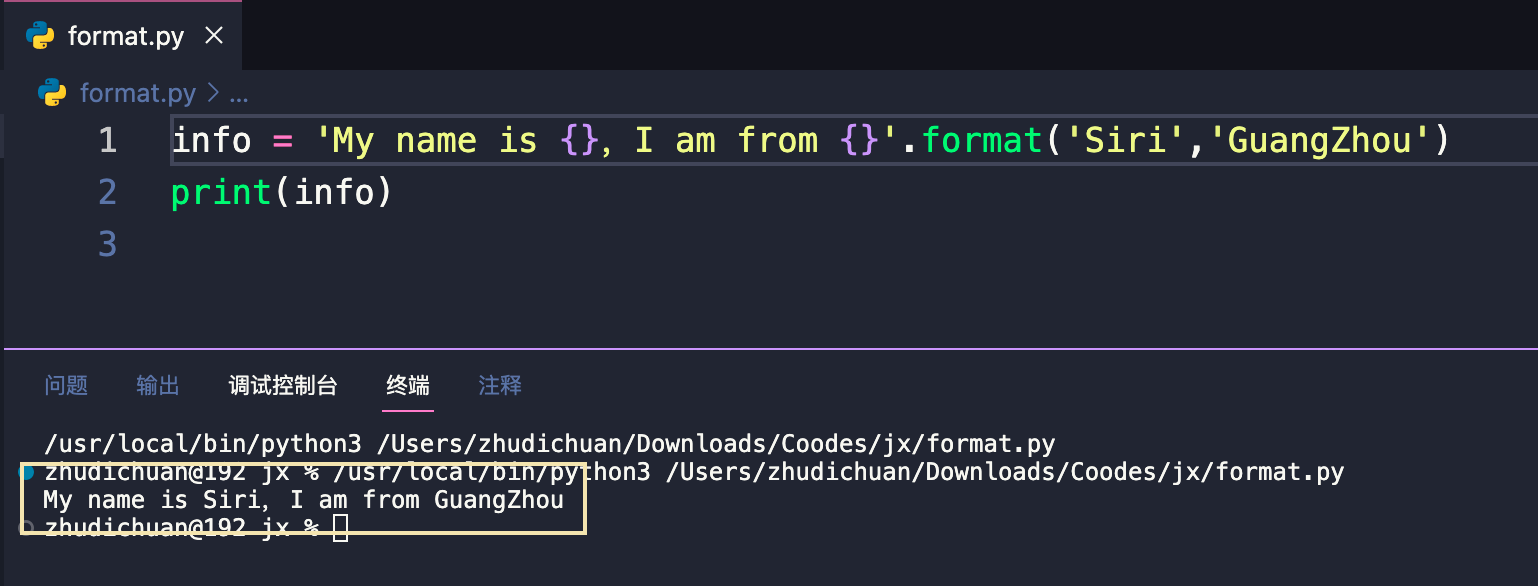 format.py
format.py > ...
1 info = 'My name is {}, I am from {}'.format('Siri','GuangZhou')
2 print(info)
3
问题 输出 调试控制台 终端 注释
/usr/local/bin/python3 /Users/zhudichuan/Downloads/Coodes/jx/format.py
zhudichuan@192 jx % /usr/local/bin/python3 /Users/zhudichuan/Downloads/Coodes/jx/format.py
My name is Siri, I am from GuangZhou
zhudichuan@192 jx %